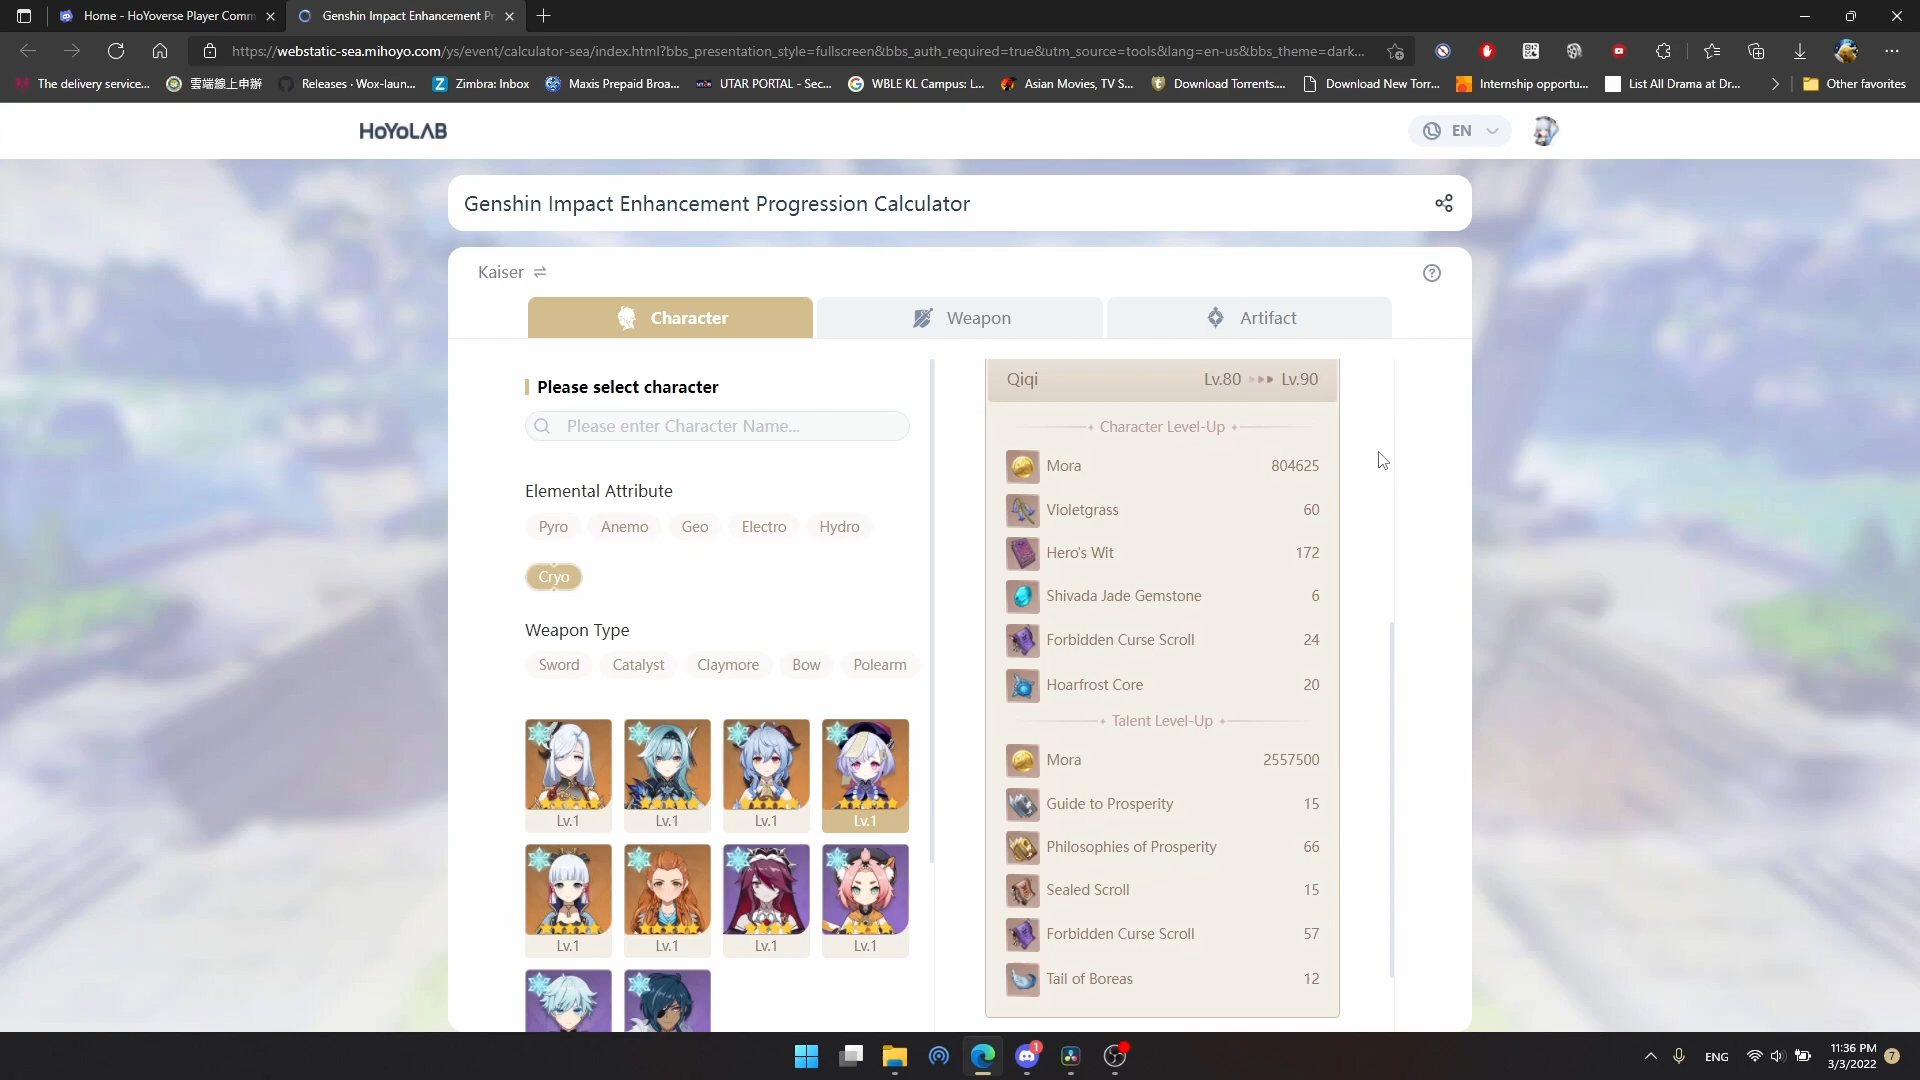 Home - HoYoverse Player Comm
Genshin Impact Enhancement Pr
https://webstatic-sea.mihoyo.com/ys/event/calculator-sea/index.html?bbs_presentation_style=fullscreen&bbs_auth_required=true&utm_source=tools&lang=en-us&bbs_theme=dark...
The delivery service...
雲端線上申辦
Releases · Wox-laun...
Zimbra: Inbox
Maxis Prepaid Broa...
UTAR PORTAL - Sec...
WBLE KL Campus: L...
Asian Movies, TV S...
Download Torrents....
Download New Torr...
Internship opportu...
List All Drama at Dr...
Other favorites
HoYoLAB
EN
Genshin Impact Enhancement Progression Calculator
Kaiser
Character
Weapon
Artifact
Please select character
Please enter Character Name...
Elemental Attribute
Pyro Anemo Geo Electro Hydro
Cryo
Weapon Type
Sword Catalyst Claymore Bow Polearm
Lv.1 Lv.1 Lv.1 Lv.1
Lv.1 Lv.1 Lv.1 Lv.1
Qiqi Lv.80 Lv.90
Character Level-Up
Mora 804625
Violetgrass 60
Hero's Wit 172
Shivada Jade Gemstone 6
Forbidden Curse Scroll 24
Hoarfrost Core 20
Talent Level-Up
Mora 2557500
Guide to Prosperity 15
Philosophies of Prosperity 66
Sealed Scroll 15
Forbidden Curse Scroll 57
Tail of Boreas 12
1
ENG
11:36 PM
3/3/2022
7